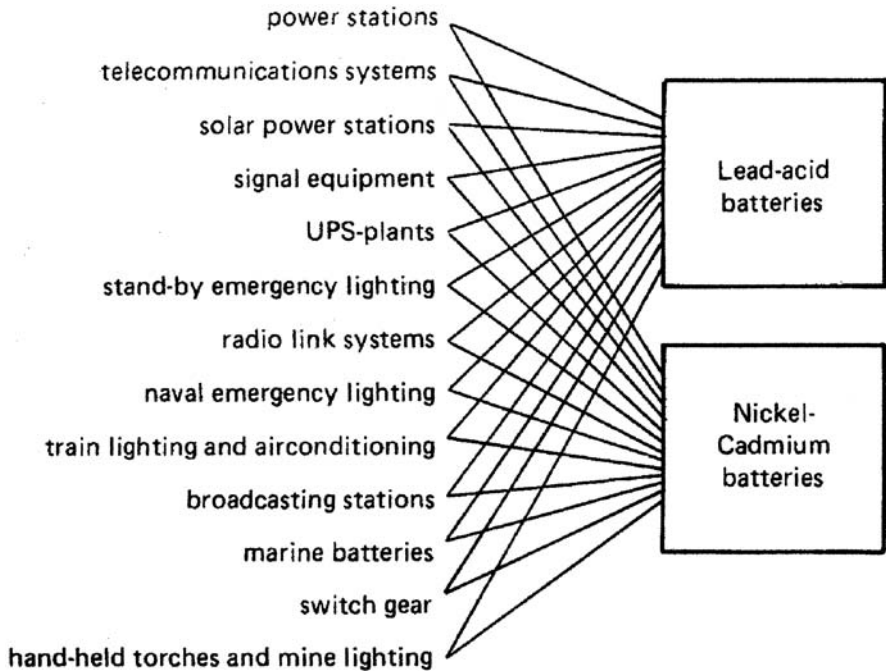 power stations
telecommunications systems
solar power stations
signal equipment
UPS-plants
stand-by emergency lighting
radio link systems
naval emergency lighting
train lighting and airconditioning
broadcasting stations
marine batteries
switch gear
hand-held torches and mine lighting
Lead-acid
batteries
Nickel-
Cadmium
batteries